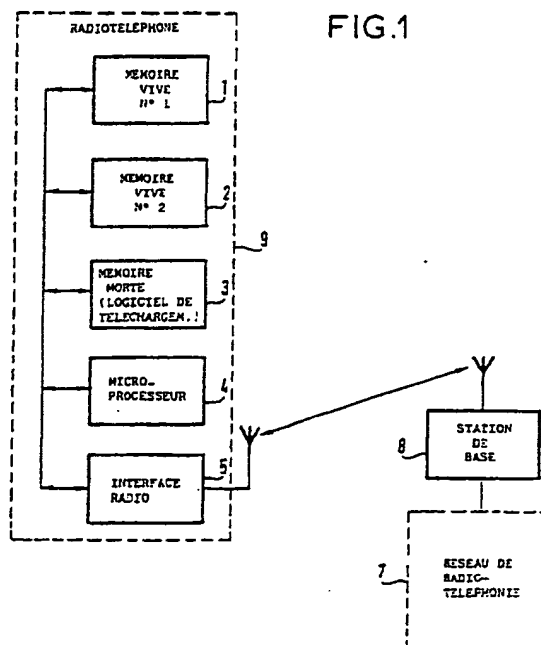 FIG.1
RADIOTELEPHONE
MEMOIRE
VIVE
N° 1
1
MEMOIRE
VIVE
N° 2
2
9
MEMOIRE
MORTE
(LOGICIEL DE
TELECHARGEM.)
3
MICRO-
PROCESSEUR
4
5
INTERFACE
RADIO
STATION
DE
BASE
8
7
RESEAU DE
RADIO-
TELEPHONIE